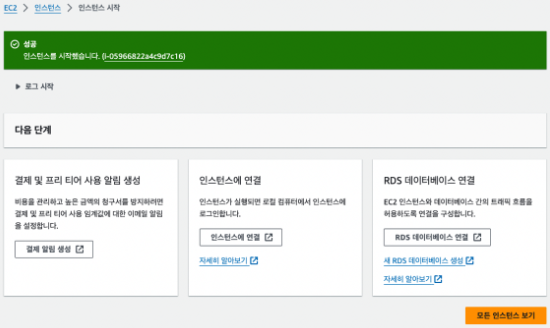 EC2 > 인스턴스 > 인스턴스 시작
성공
인스턴스를 시작했습니다. (i-05966822a4c9d7c16)
▶ 로그 시작
다음 단계
결제 및 프리 티어 사용 알림 생성
비용을 관리하고 높은 금액의 청구서를 방지하려면
결제 및 프리 티어 사용 임계값에 대한 이메일 알림
을 설정합니다.
결제 알림 생성
인스턴스에 연결
인스턴스가 실행되면 로컬 컴퓨터에서 인스턴스에
로그인합니다.
인스턴스에 연결
자세히 알아보기
RDS 데이터베이스 연결
EC2 인스턴스와 데이터베이스 간의 트래픽 흐름을
허용하도록 연결을 구성합니다.
RDS 데이터베이스 연결
새 RDS 데이터베이스 생성
자세히 알아보기
모든 인스턴스 보기